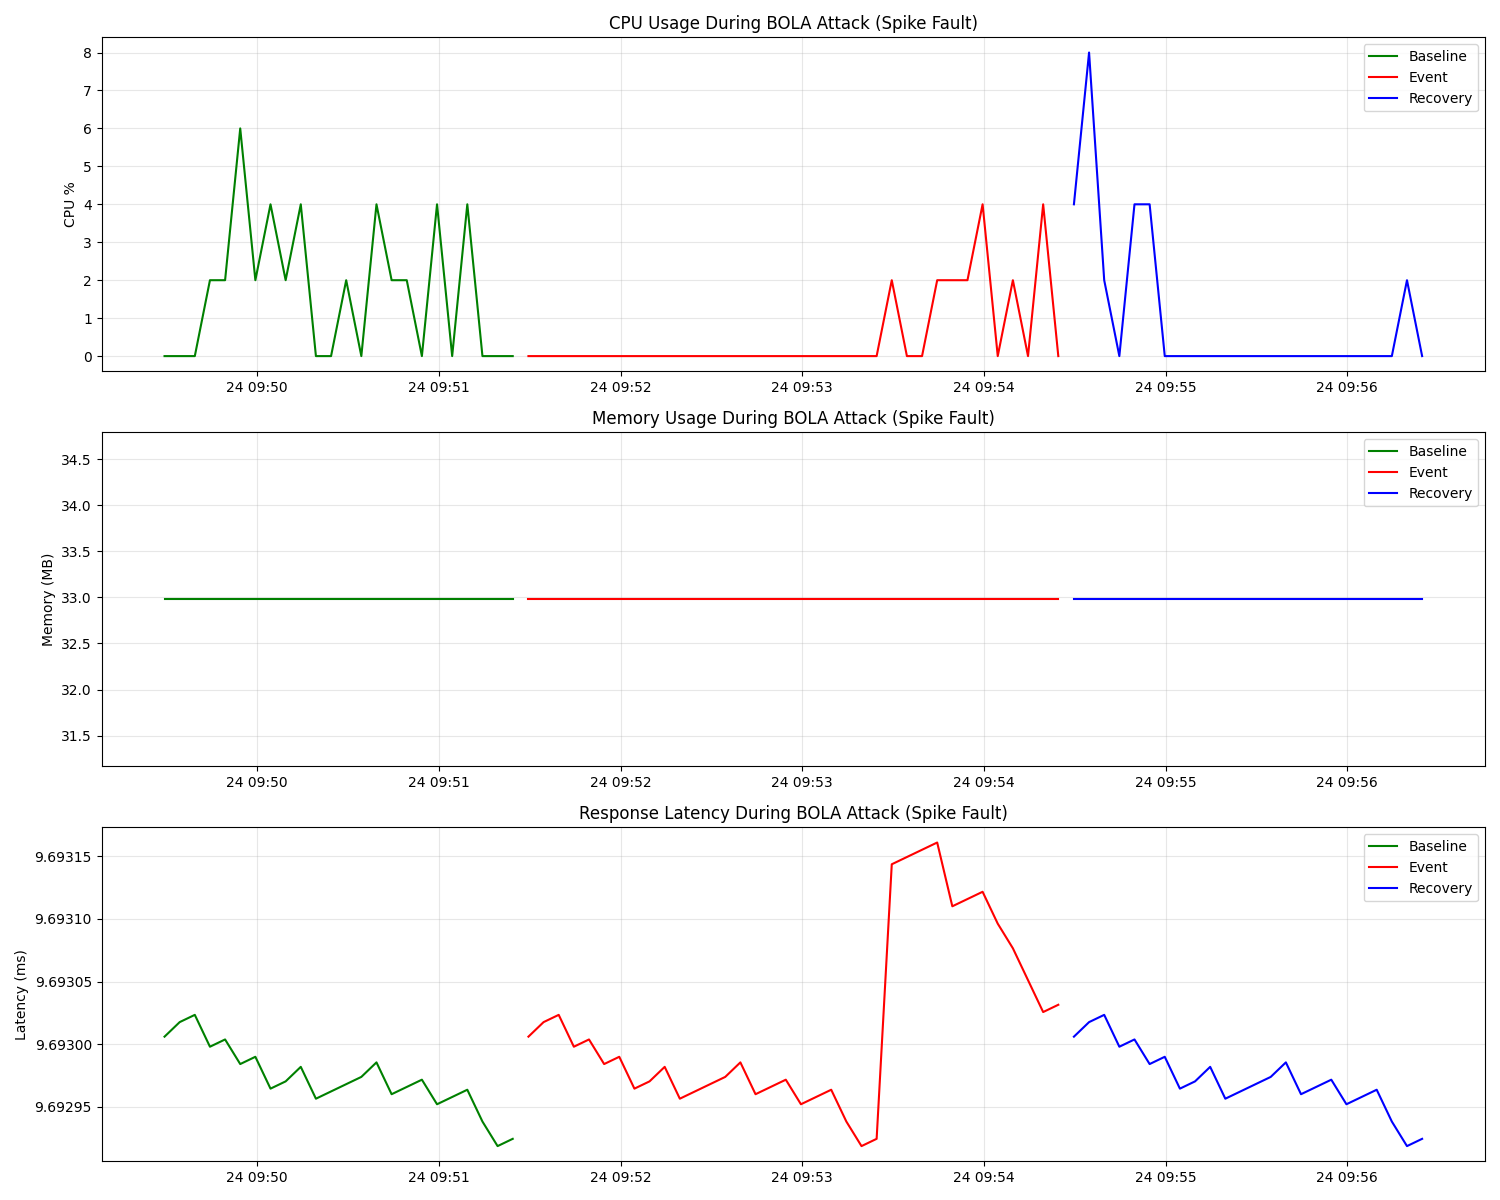 CPU Usage During BOLA Attack (Spike Fault)
CPU %
8
7
6
5
4
3
2
1
0
Baseline
Event
Recovery
24 09:50 24 09:51 24 09:52 24 09:53 24 09:54 24 09:55 24 09:56
Memory Usage During BOLA Attack (Spike Fault)
Memory (MB)
34.5
34.0
33.5
33.0
32.5
32.0
31.5
Baseline
Event
Recovery
24 09:50 24 09:51 24 09:52 24 09:53 24 09:54 24 09:55 24 09:56
Response Latency During BOLA Attack (Spike Fault)
Latency (ms)
9.69315
9.69310
9.69305
9.69300
9.69295
Baseline
Event
Recovery
24 09:50 24 09:51 24 09:52 24 09:53 24 09:54 24 09:55 24 09:56